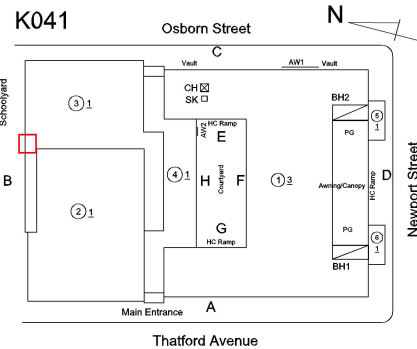 K041
Osborn Street
N
C
Vault
AW1
Vault
CH
SK
BH2
Schoolyard
3 1
AW2
HC Ramp
E
5
1
PG
B
4 1
H
Courtyard
F
1 3
Awning/Canopy
HC Ramp
D
Newport Street
2 1
G
HC Ramp
PG
6
1
BH1
Main Entrance
A
Thatford Avenue